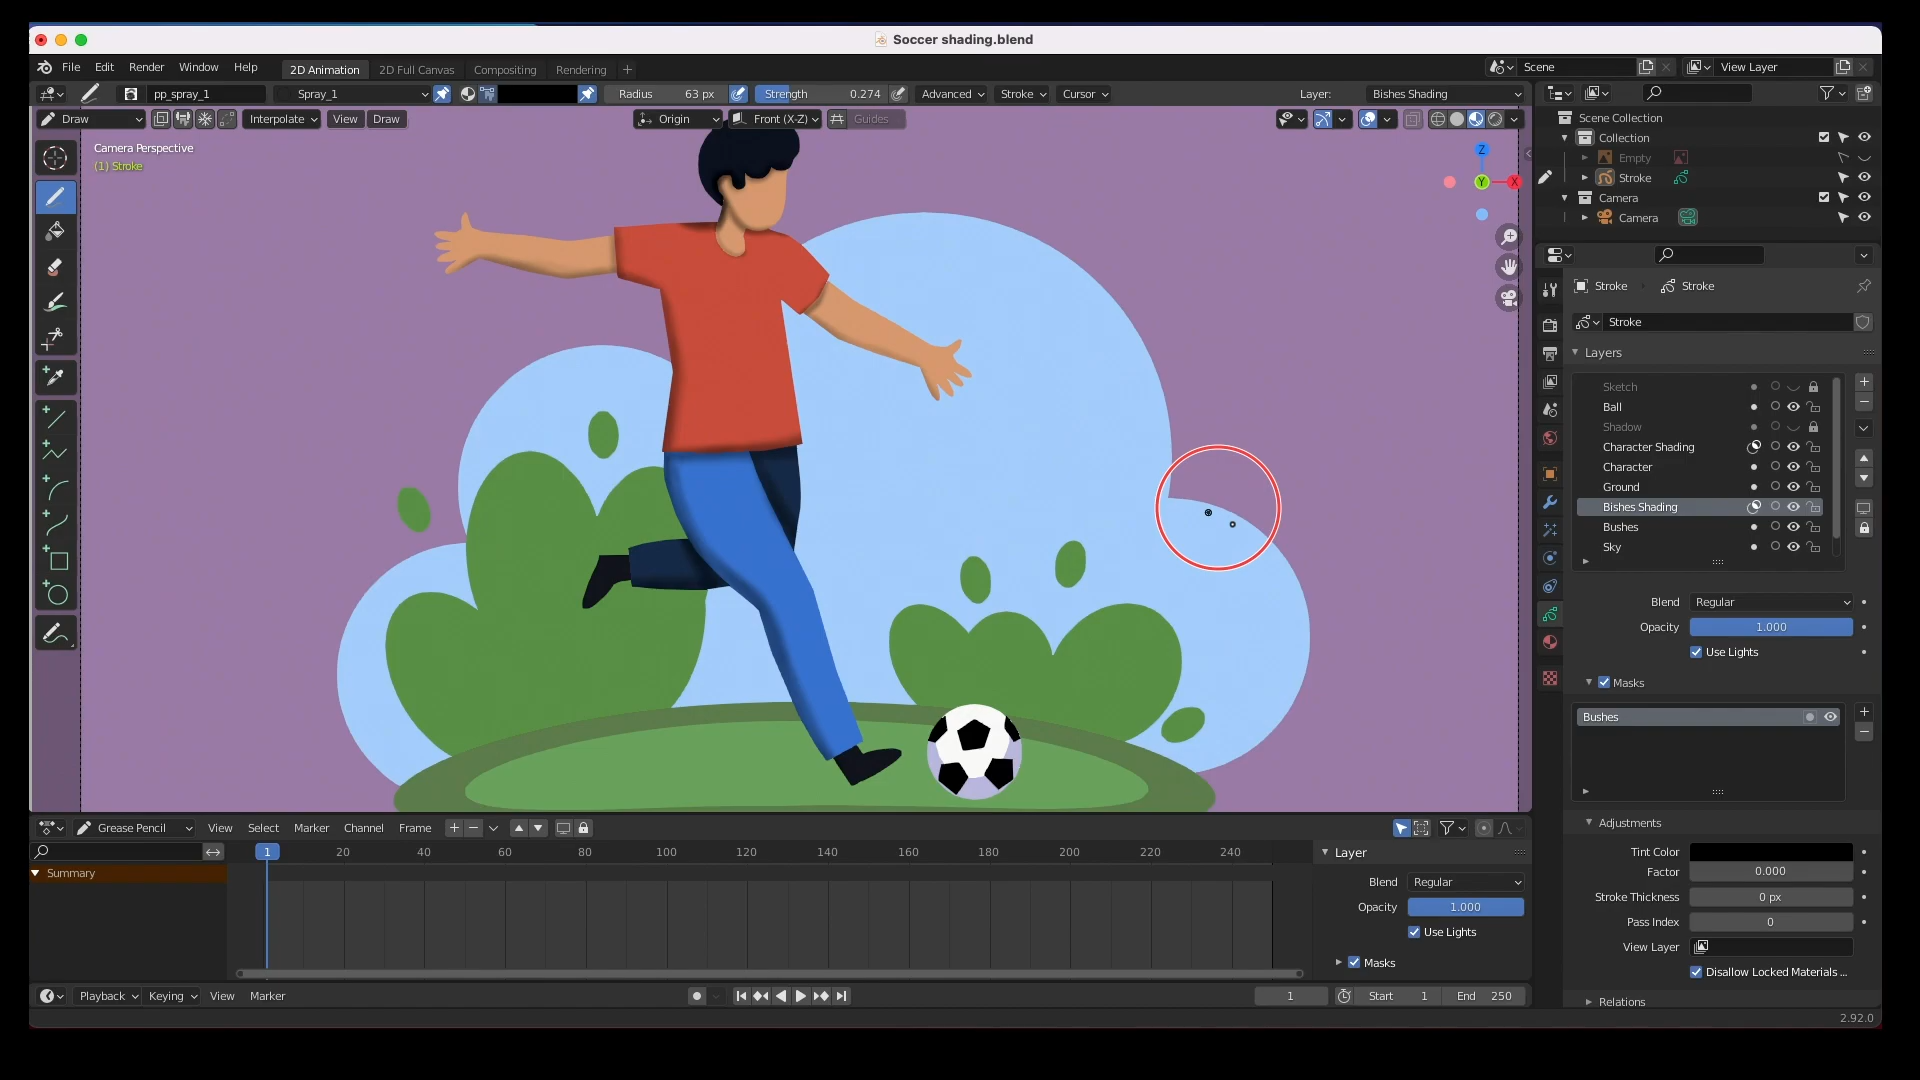 Soccer shading.blend
File Edit Render Window Help 2D Animation 2D Full Canvas Compositing Rendering + Scene View Layer
pp_spray_1 Spray_1 Radius 63 px Strength 0.274 Advanced Stroke Cursor Layer: Bishes Shading
Draw Interpolate View Draw Origin Front (X-Z) Guides
Camera Perspective
(1) Stroke
Z
Y
X
Scene Collection
Collection
Empty
Stroke
Camera
Camera
Stroke Stroke
Stroke
Layers
Sketch
Ball
Shadow
Character Shading
Character
Ground
Bishes Shading
Bushes
Sky
Blend Regular
Opacity 1.000
Use Lights
Masks
Bushes
Adjustments
Tint Color
Factor 0.000
Stroke Thickness 0 px
Pass Index 0
View Layer
Disallow Locked Materials ...
Relations
Grease Pencil View Select Marker Channel Frame
1 20 40 60 80 100 120 140 160 180 200 220 240
Summary
Layer
Blend Regular
Opacity 1.000
Use Lights
Masks
Playback Keying View Marker 1 Start 1 End 250
2.92.0